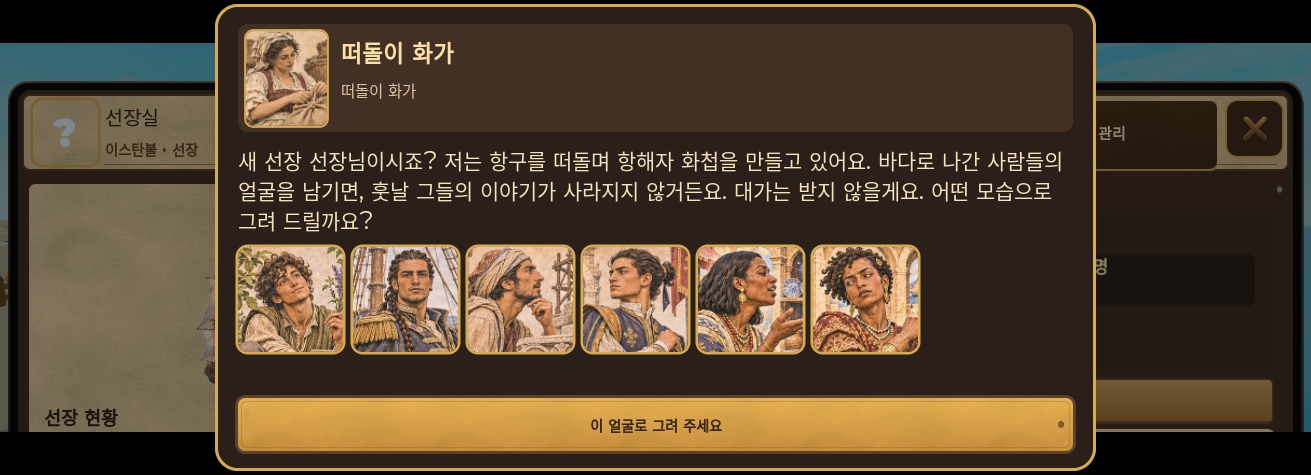 떠돌이 화가
떠돌이 화가
선장실
이스탄불 • 선장
관리
새 선장 선장님이시죠? 저는 항구를 떠돌며 항해자 화첩을 만들고 있어요. 바다로 나간 사람들의
얼굴을 남기면, 훗날 그들의 이야기가 사라지지 않거든요. 대가는 받지 않을게요. 어떤 모습으로
그려 드릴까요?
명
선장 현황
이 얼굴로 그려 주세요